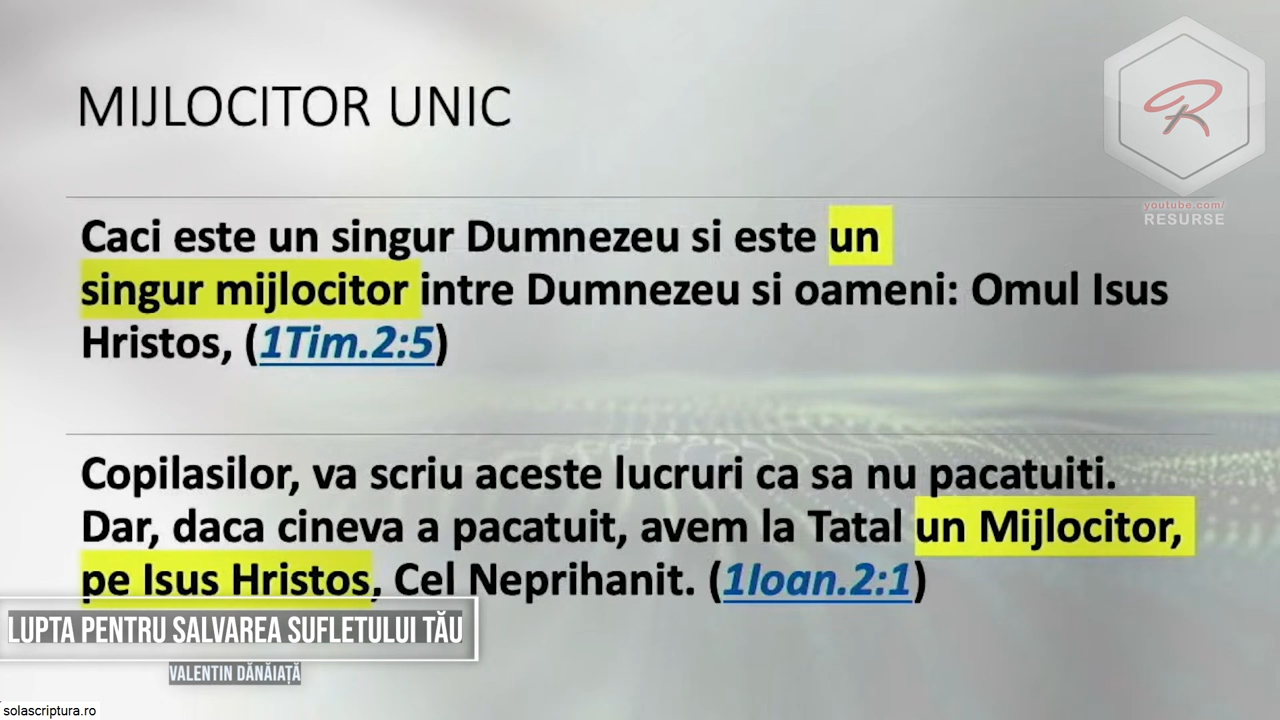 MIJLOCITOR UNIC
R
youtube.com/
RESURSE
Caci este un singur Dumnezeu si este un
singur mijlocitor intre Dumnezeu si oameni: Omul Isus
Hristos, (1Tim.2:5)
Copilasilor, va scriu aceste lucruri ca sa nu pacatuiti.
Dar, daca cineva a pacatuit, avem la Tatal un Mijlocitor,
pe Isus Hristos, Cel Neprihanit. (1Ioan.2:1)
LUPTA PENTRU SALVAREA SUFLETULUI TĂU
VALENTIN DĂNĂIAȚĂ
solascriptura.ro